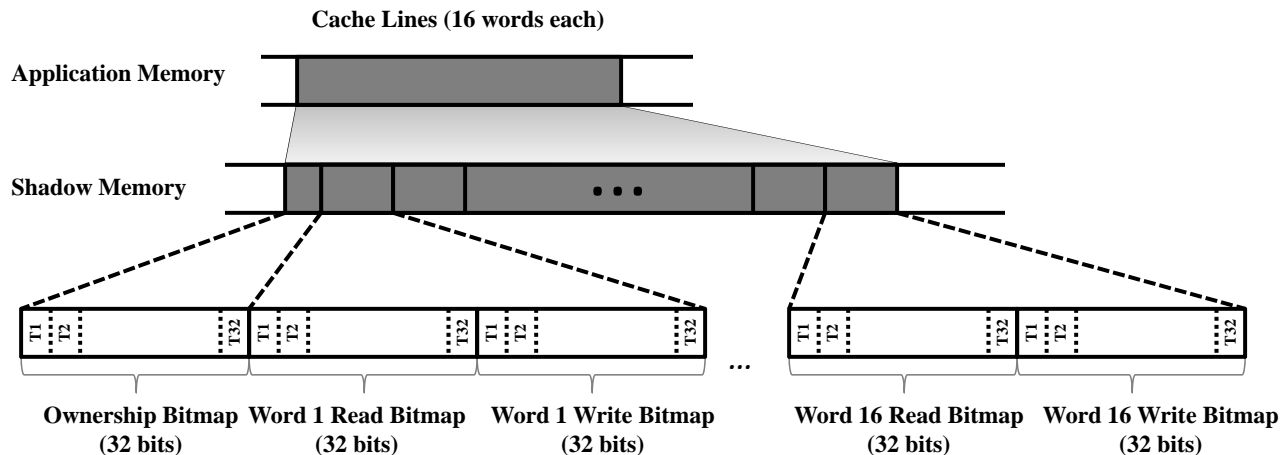 Cache Lines (16 words each)
Application Memory
Shadow Memory
• • •
T1 T2 T32 T1 T2 T32 T1 T2 T32 ... T1 T2 T32 T1 T2 T32
Ownership Bitmap Word 1 Read Bitmap Word 1 Write Bitmap Word 16 Read Bitmap Word 16 Write Bitmap
(32 bits) (32 bits) (32 bits) (32 bits) (32 bits)